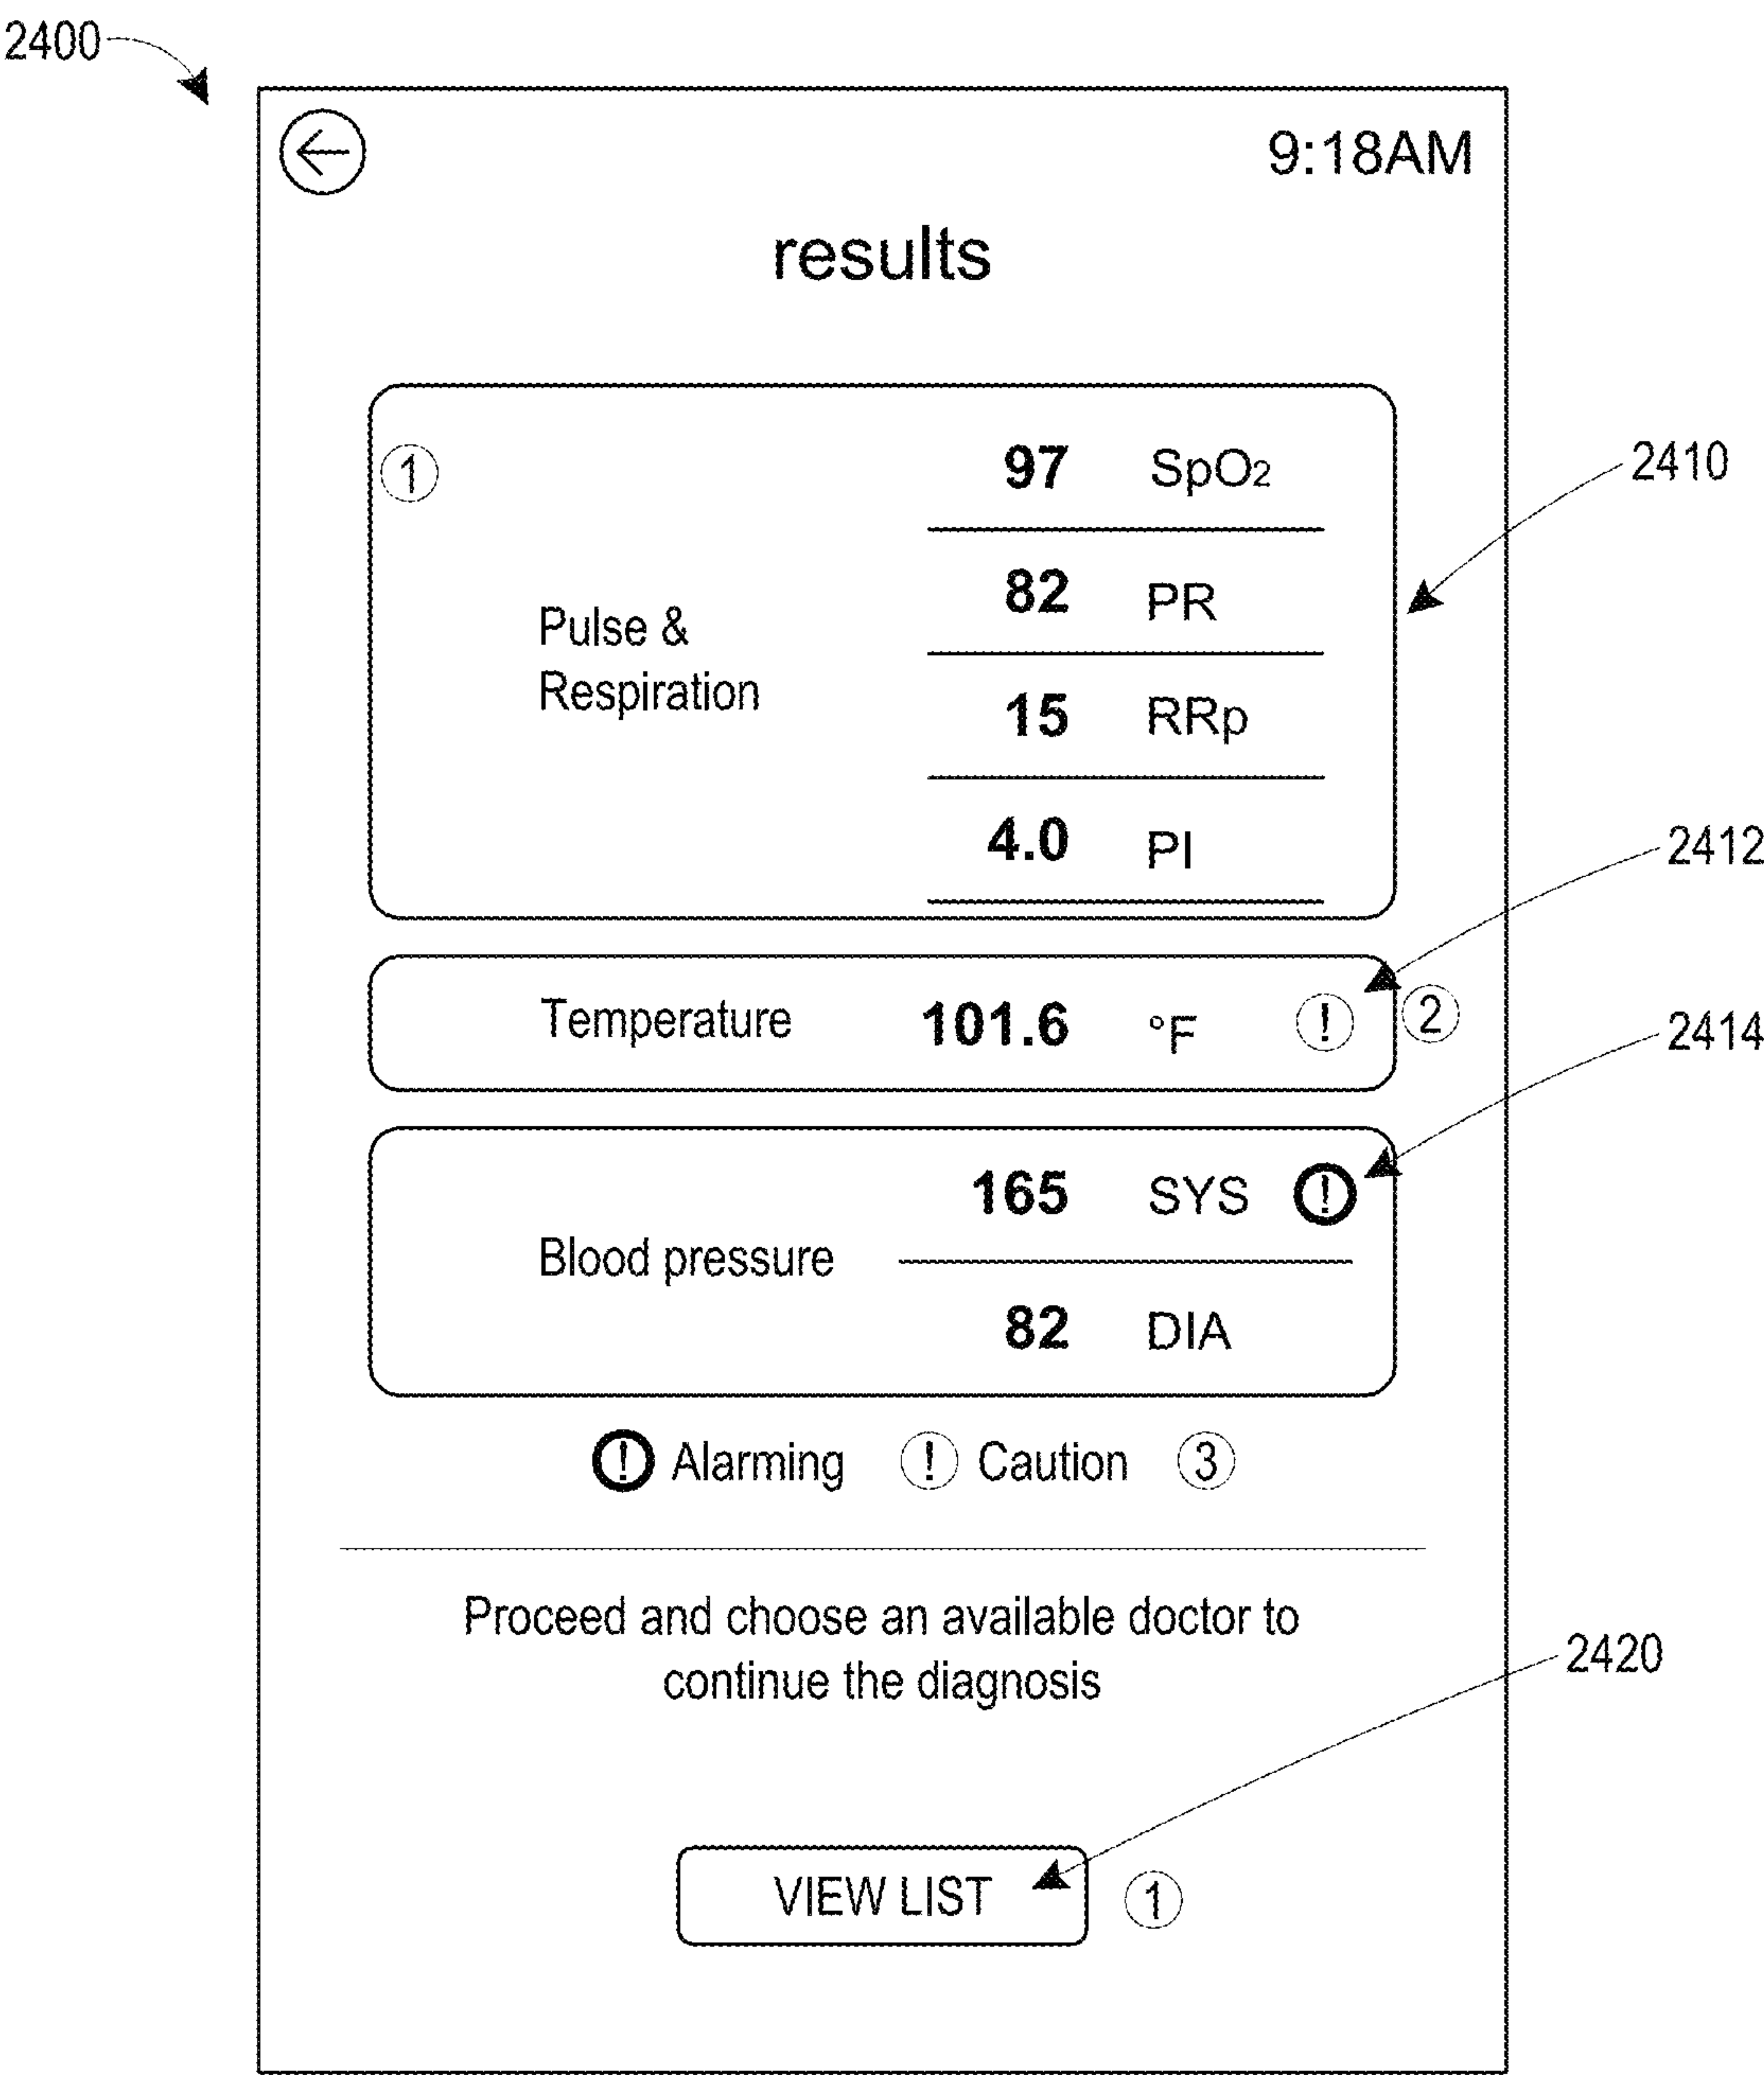 2400
9:18AM
results
① 97 SpO₂
2410
82 PR
Pulse &
Respiration
15 RRp
4.0 PI
2412
Temperature 101.6 °F ! ②
2414
165 SYS !
Blood pressure
82 DIA
! Alarming ! Caution ③
Proceed and choose an available doctor to
continue the diagnosis
2420
VIEW LIST ①